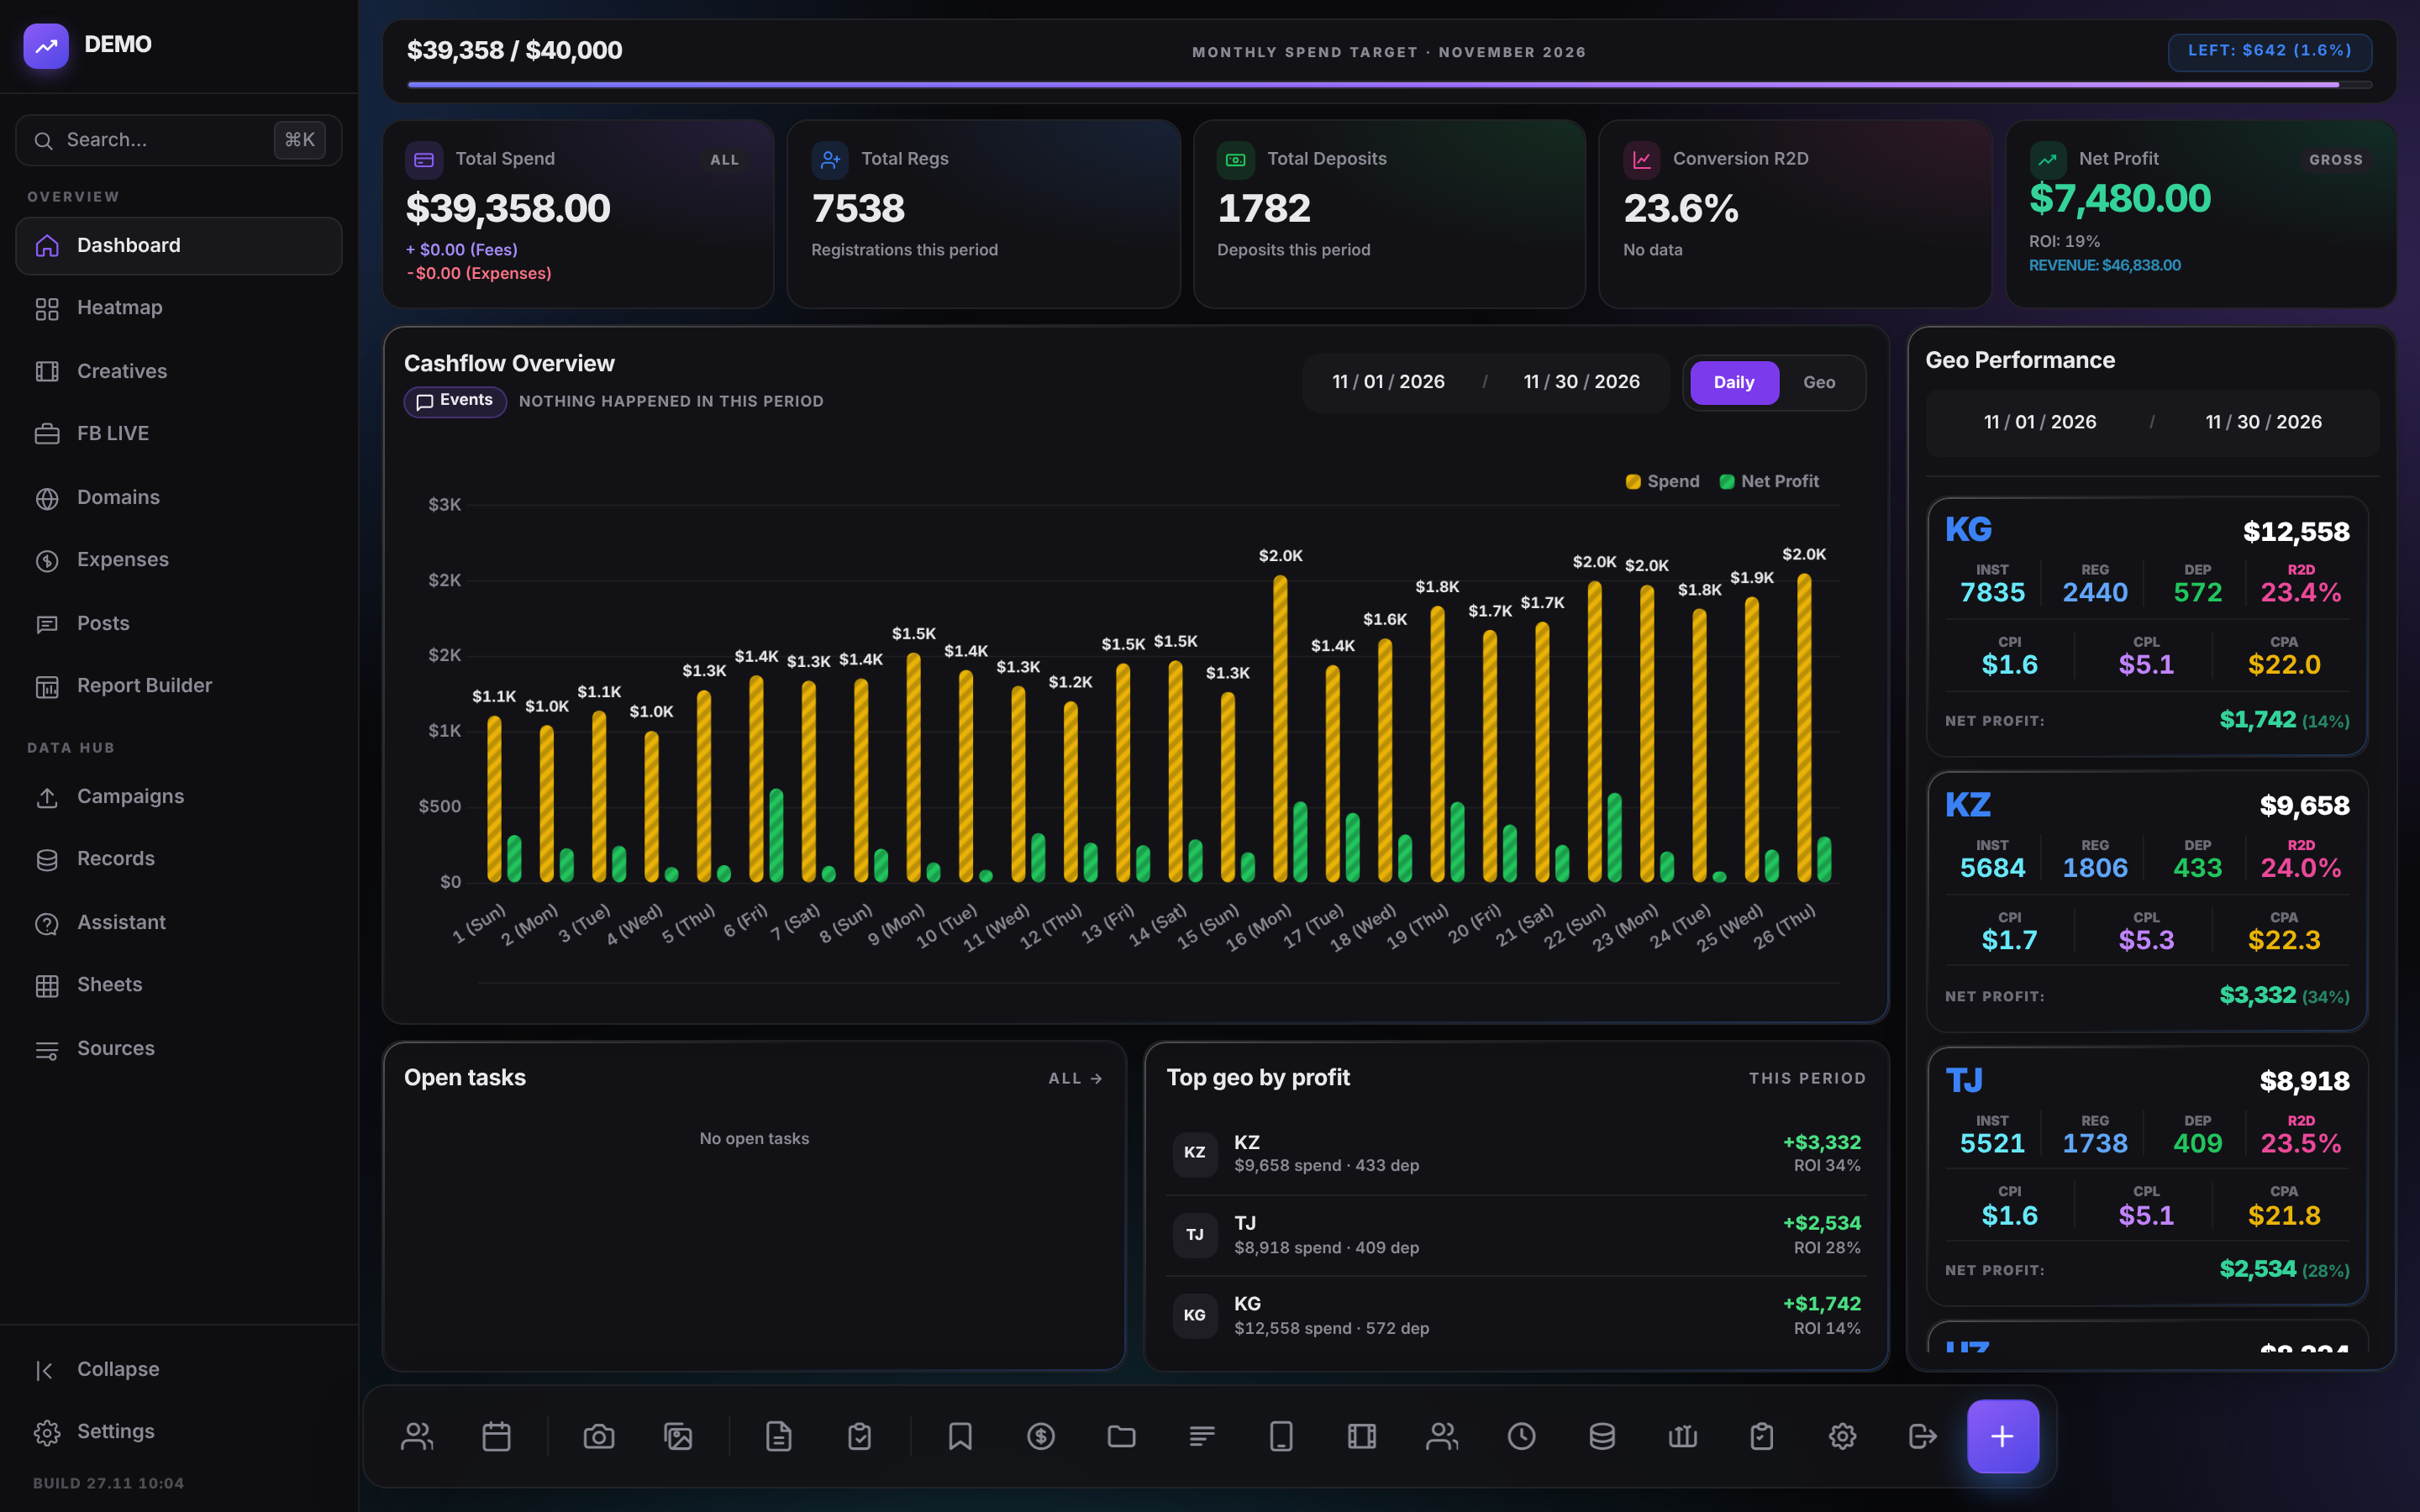 DEMO
Search...
⌘K
OVERVIEW
Dashboard
Heatmap
Creatives
FB LIVE
Domains
Expenses
Posts
Report Builder
DATA HUB
Campaigns
Records
Assistant
Sheets
Sources
Collapse
Settings
BUILD 27.11 10:04
$39,358 / $40,000
MONTHLY SPEND TARGET · NOVEMBER 2026
LEFT: $642 (1.6%)
Total Spend
ALL
$39,358.00
+ $0.00 (Fees)
-$0.00 (Expenses)
Total Regs
7538
Registrations this period
Total Deposits
1782
Deposits this period
Conversion R2D
23.6%
No data
Net Profit
GROSS
$7,480.00
ROI: 19%
REVENUE: $46,838.00
Cashflow Overview
Events
NOTHING HAPPENED IN THIS PERIOD
11 / 01 / 2026 / 11 / 30 / 2026
Daily
Geo
Spend
Net Profit
$3K
$2K
$2K
$1K
$500
$0
$1.1K
$1.0K
$1.1K
$1.0K
$1.3K
$1.4K
$1.3K
$1.4K
$1.5K
$1.4K
$1.3K
$1.2K
$1.5K
$1.5K
$1.3K
$2.0K
$1.4K
$1.6K
$1.8K
$1.7K
$1.7K
$2.0K
$2.0K
$1.8K
$1.9K
$2.0K
1 (Sun)
2 (Mon)
3 (Tue)
4 (Wed)
5 (Thu)
6 (Fri)
7 (Sat)
8 (Sun)
9 (Mon)
10 (Tue)
11 (Wed)
12 (Thu)
13 (Fri)
14 (Sat)
15 (Sun)
16 (Mon)
17 (Tue)
18 (Wed)
19 (Thu)
20 (Fri)
21 (Sat)
22 (Sun)
23 (Mon)
24 (Tue)
25 (Wed)
26 (Thu)
Open tasks
ALL →
No open tasks
Top geo by profit
THIS PERIOD
KZ
KZ
$9,658 spend · 433 dep
+$3,332
ROI 34%
TJ
TJ
$8,918 spend · 409 dep
+$2,534
ROI 28%
KG
KG
$12,558 spend · 572 dep
+$1,742
ROI 14%
Geo Performance
11 / 01 / 2026 / 11 / 30 / 2026
KG
$12,558
INST REG DEP R2D
7835 2440 572 23.4%
CPI CPL CPA
$1.6 $5.1 $22.0
NET PROFIT:
$1,742 (14%)
KZ
$9,658
INST REG DEP R2D
5684 1806 433 24.0%
CPI CPL CPA
$1.7 $5.3 $22.3
NET PROFIT:
$3,332 (34%)
TJ
$8,918
INST REG DEP R2D
5521 1738 409 23.5%
CPI CPL CPA
$1.6 $5.1 $21.8
NET PROFIT:
$2,534 (28%)